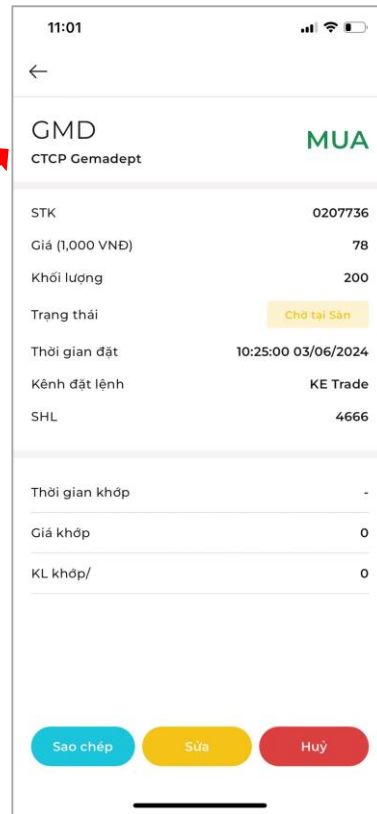 11:01
GMD
MUA
CTCP Gemadept
STK 0207736
Giá (1,000 VNĐ) 78
Khối lượng 200
Trạng thái Chờ tại Sàn
Thời gian đặt 10:25:00 03/06/2024
Kênh đặt lệnh KE Trade
SHL 4666
Thời gian khớp -
Giá khớp 0
KL khớp/ 0
Sao chép Sửa Huỷ